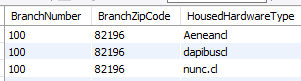 BranchNumber BranchZipCode HousedHardwareType
100 82196 Aeneancl
100 82196 dapibuscl
100 82196 nunc.cl